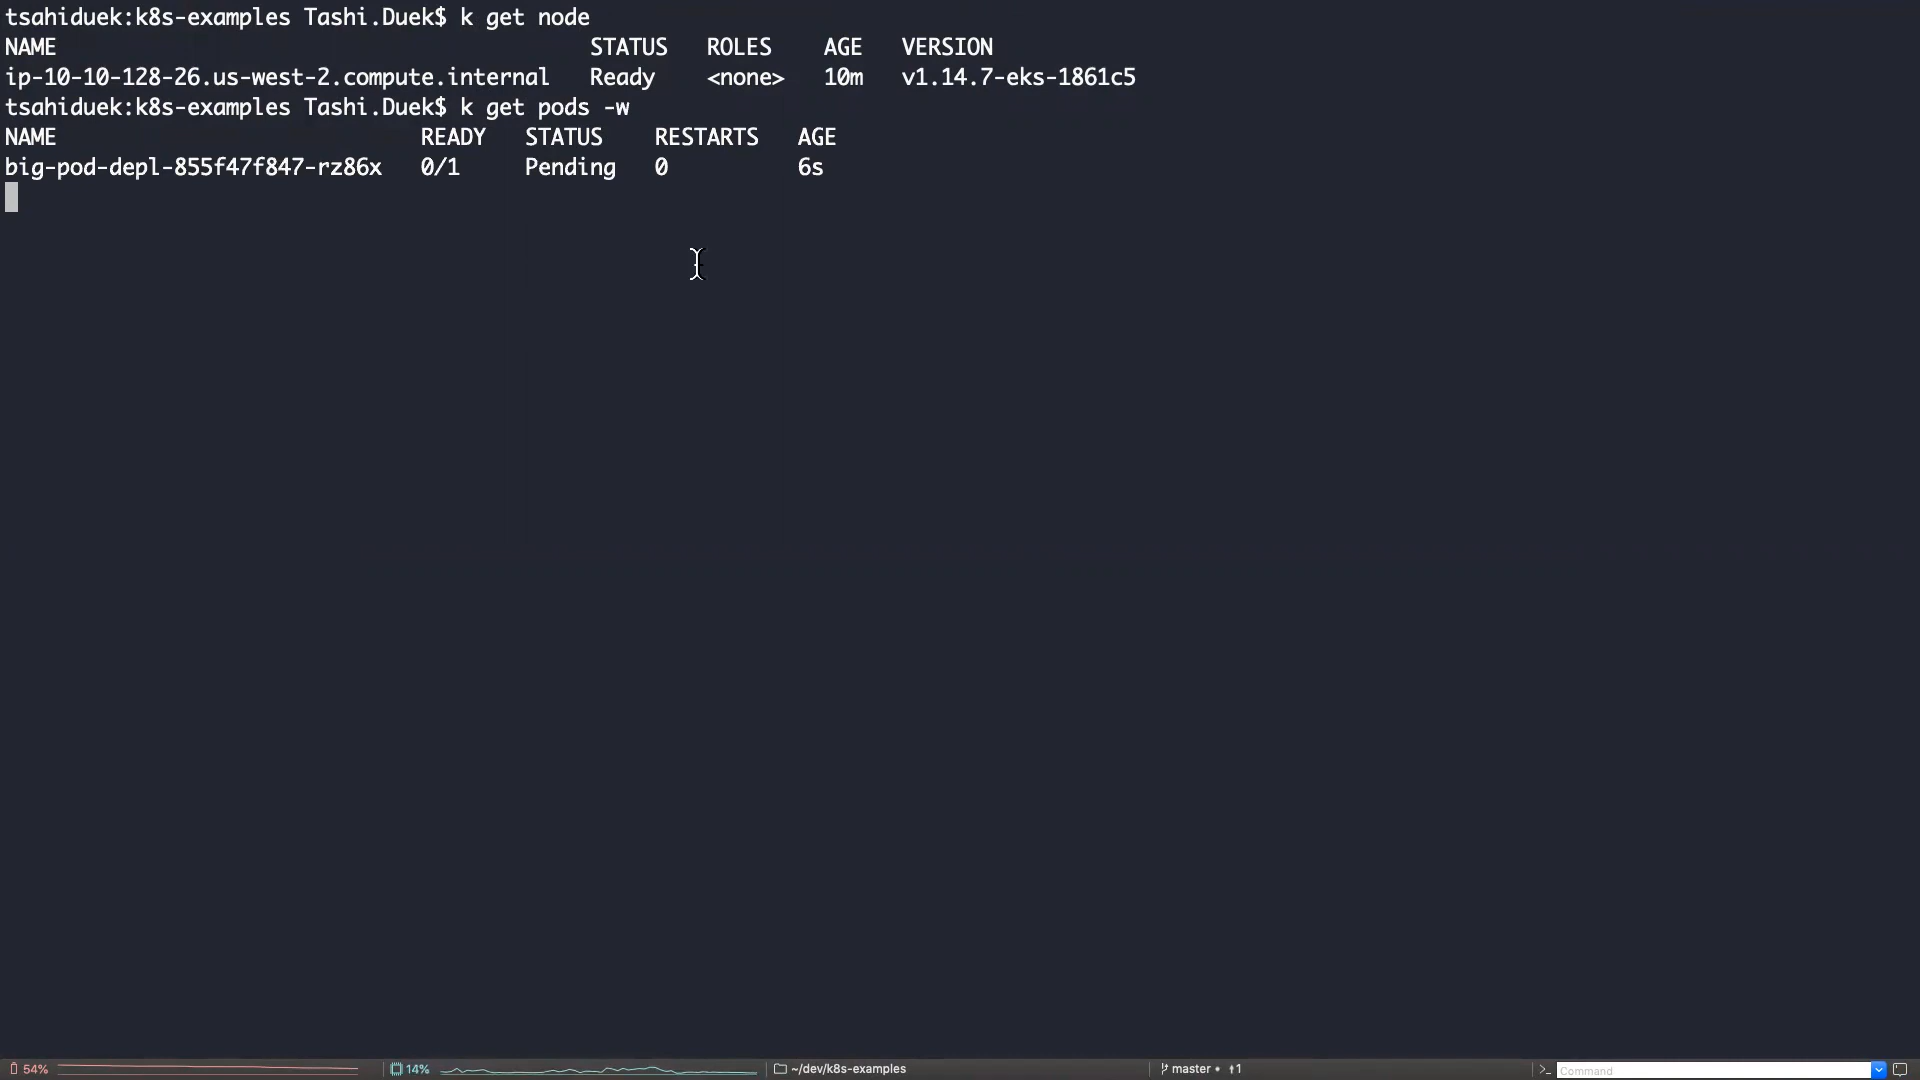 tsahiduek:k8s-examples Tashi.Duek$ k get node
NAME                                          STATUS   ROLES    AGE   VERSION
ip-10-10-128-26.us-west-2.compute.internal   Ready    <none>   10m   v1.14.7-eks-1861c5
tsahiduek:k8s-examples Tashi.Duek$ k get pods -w
NAME                            READY   STATUS    RESTARTS   AGE
big-pod-depl-855f47f847-rz86x   0/1     Pending   0          6s
54% 14% ~/dev/k8s-examples master • ↑1 >_ Command